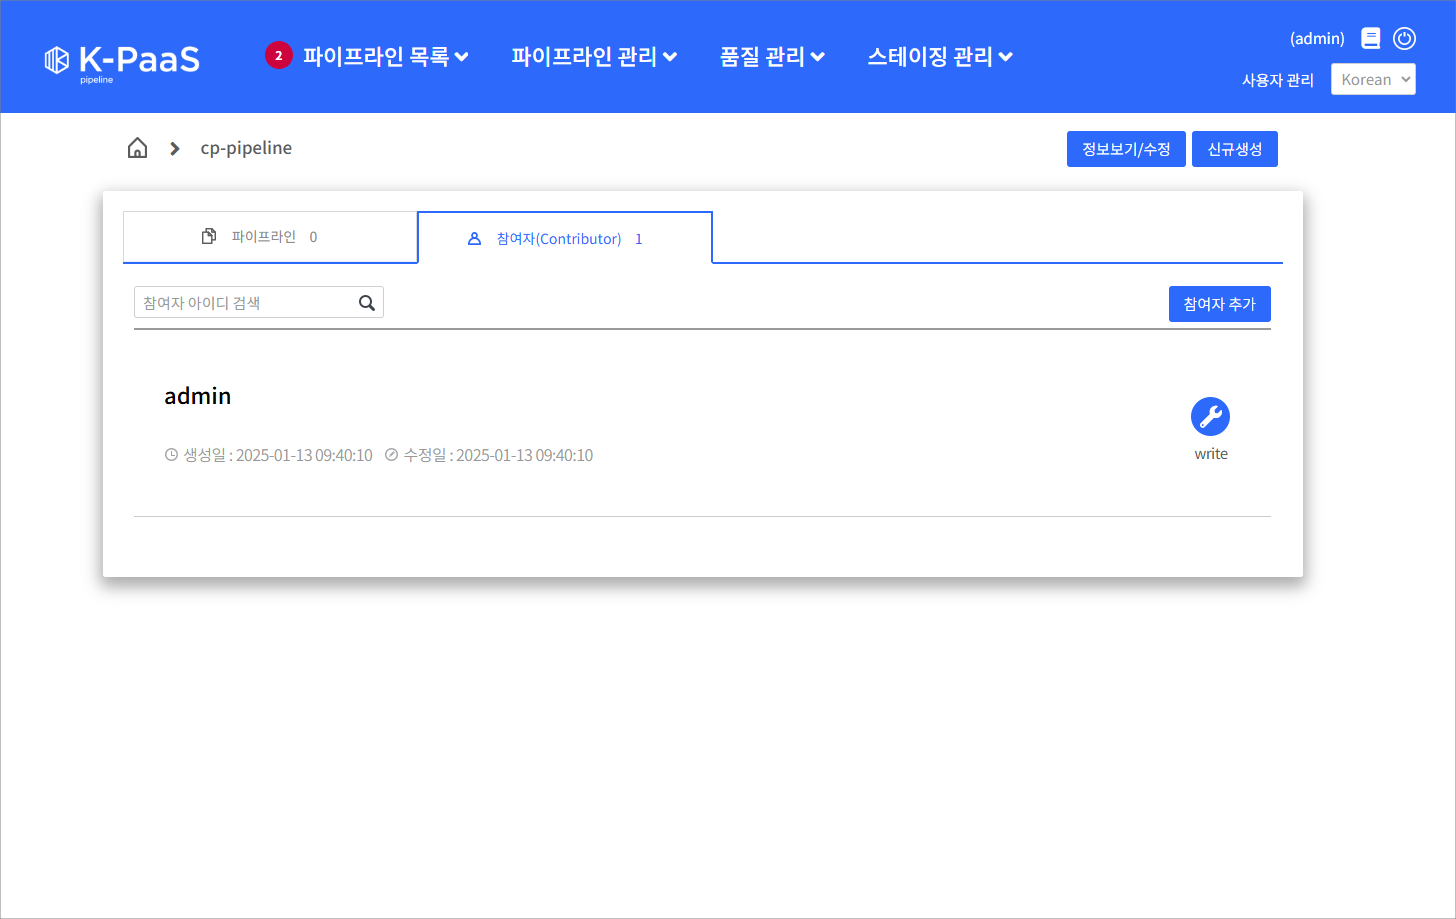 K-PaaS
pipeline
2 파이프라인 목록
파이프라인 관리
품질 관리
스테이징 관리
(admin)
사용자 관리
Korean
cp-pipeline
정보보기/수정
신규생성
파이프라인 0
참여자(Contributor) 1
참여자 아이디 검색
참여자 추가
admin
생성일 : 2025-01-13 09:40:10 수정일 : 2025-01-13 09:40:10
write